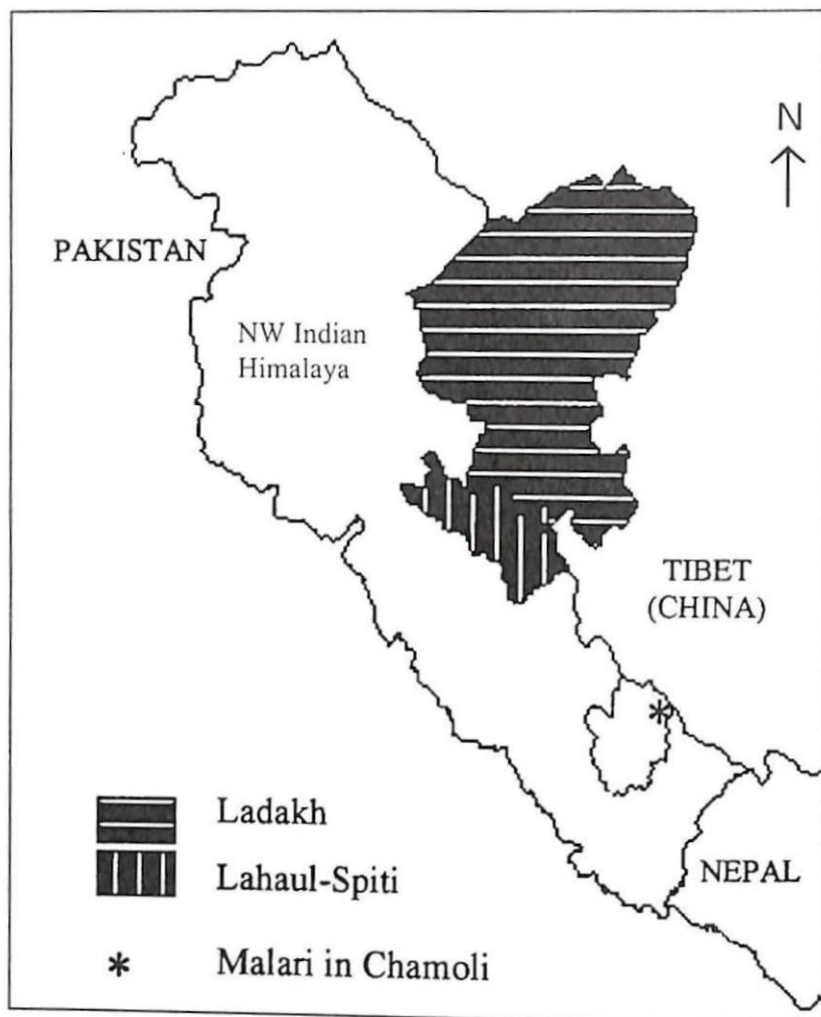 N
PAKISTAN
NW Indian
Himalaya
TIBET
(CHINA)
Ladakh
Lahaul-Spiti
NEPAL
* Malari in Chamoli